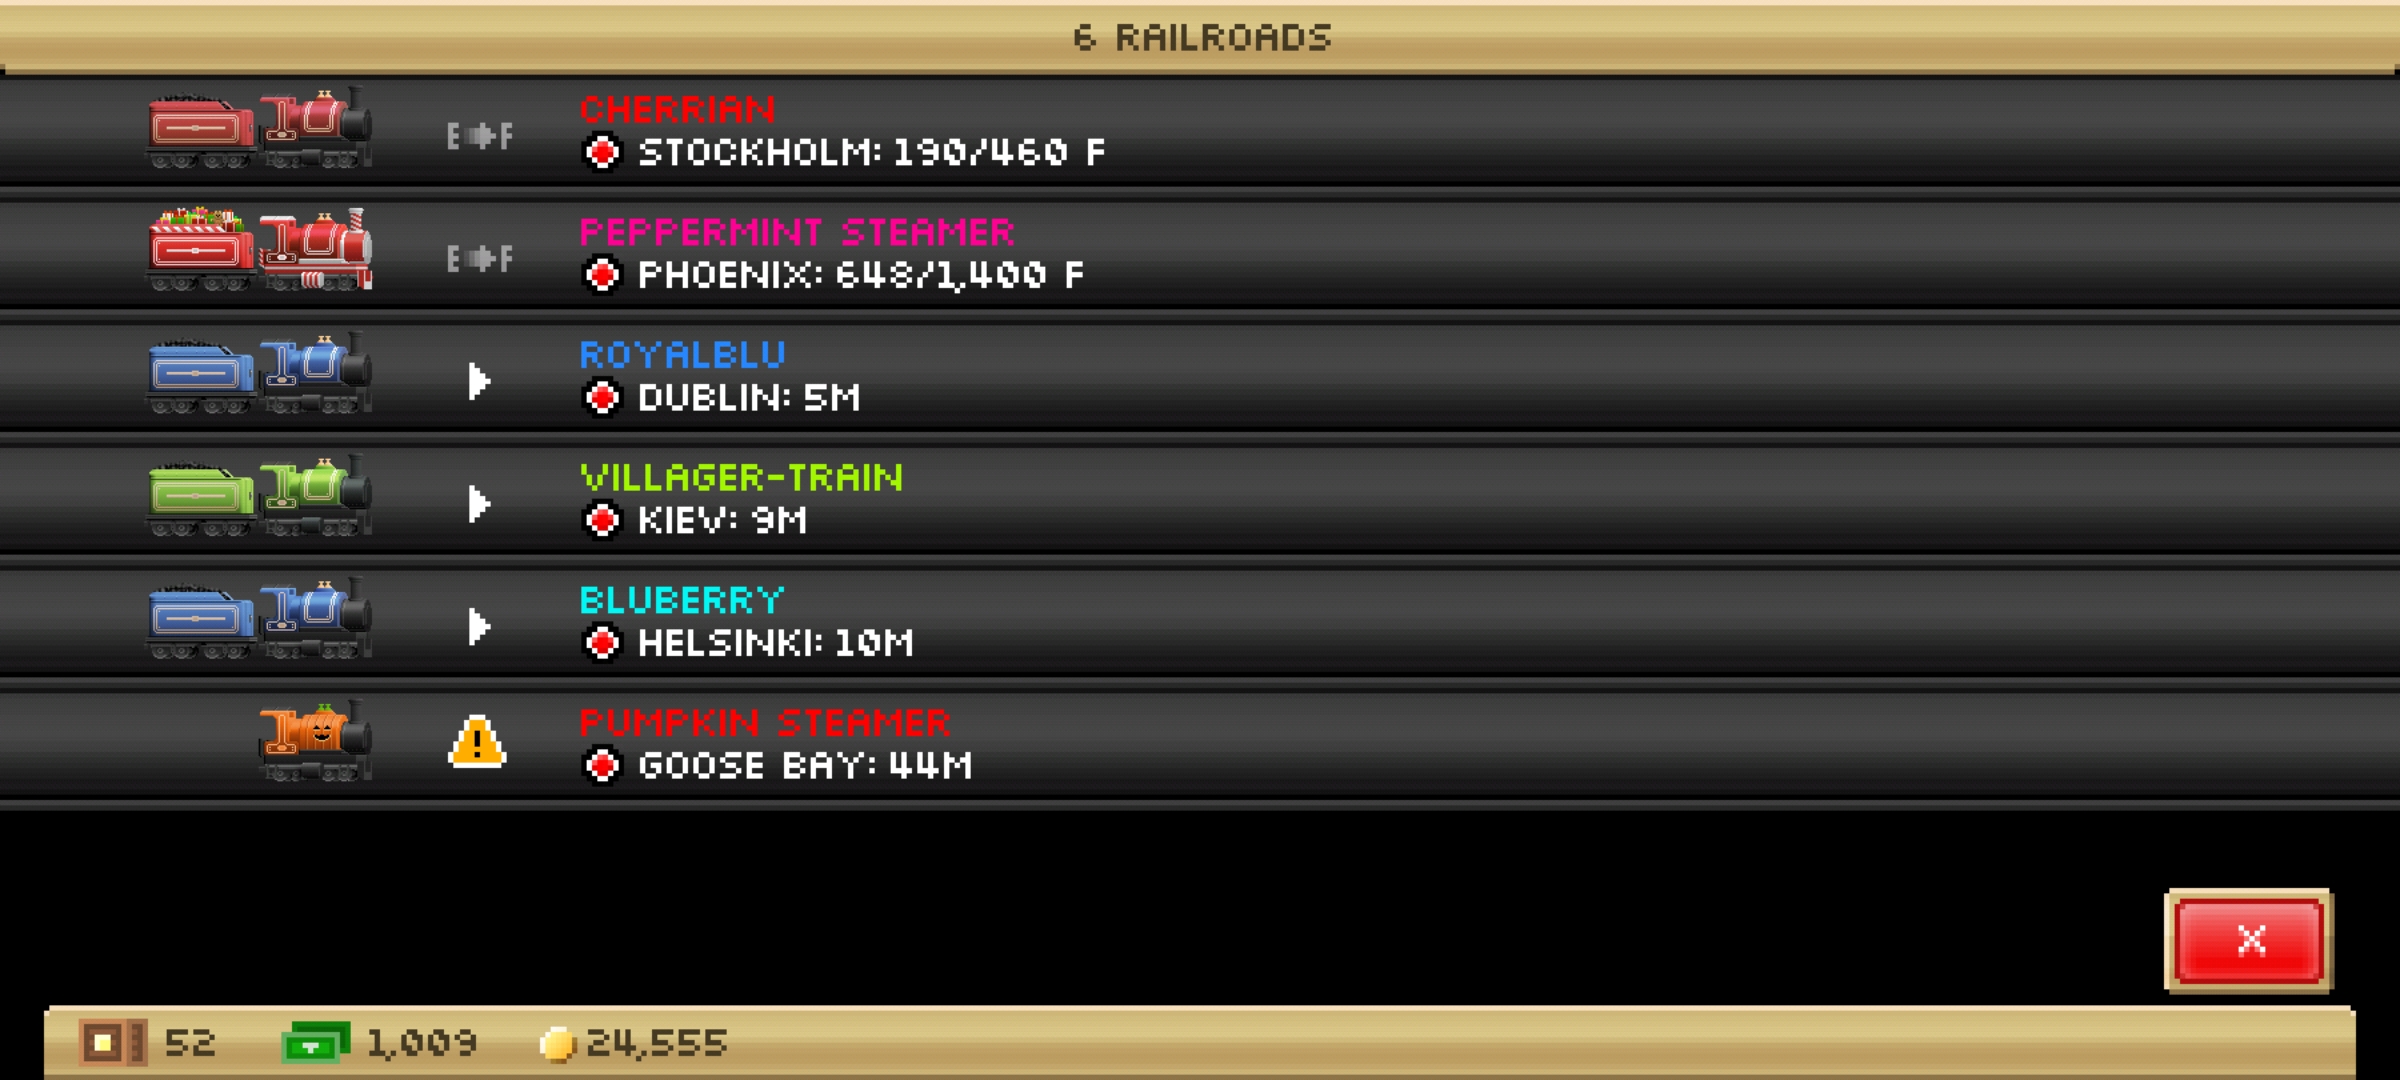 6 RAILROADS
CHERRIAN
E F STOCKHOLM: 190/460 F
PEPPERMINT STEAMER
E F PHOENIX: 648/1,400 F
ROYALBLU
DUBLIN: 5M
VILLAGER-TRAIN
KIEV: 9M
BLUBERRY
HELSINKI: 10M
PUMPKIN STEAMER
! GOOSE BAY: 44M
X
52 1,009 24,555